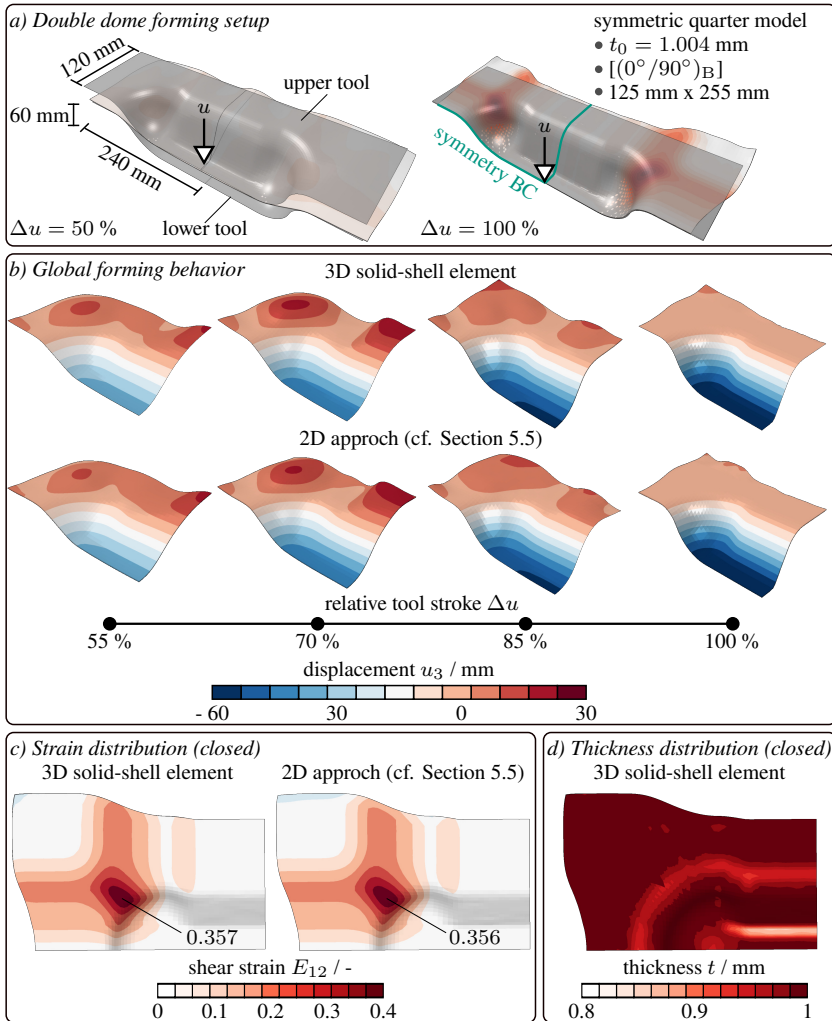 a) Double dome forming setup
120 mm
60 mm
240 mm
u
upper tool
lower tool
Δu = 50 %
symmetric quarter model
• t₀ = 1.004 mm
• [(0°/90°)_B]
• 125 mm x 255 mm
u
symmetry BC
Δu = 100 %
b) Global forming behavior
3D solid-shell element
2D approch (cf. Section 5.5)
relative tool stroke Δu
55 % 70 % 85 % 100 %
displacement u₃ / mm
- 60 30 0 30
c) Strain distribution (closed)
3D solid-shell element
0.357
2D approch (cf. Section 5.5)
0.356
shear strain E₁₂ / -
0 0.1 0.2 0.3 0.4
d) Thickness distribution (closed)
3D solid-shell element
thickness t / mm
0.8 0.9 1